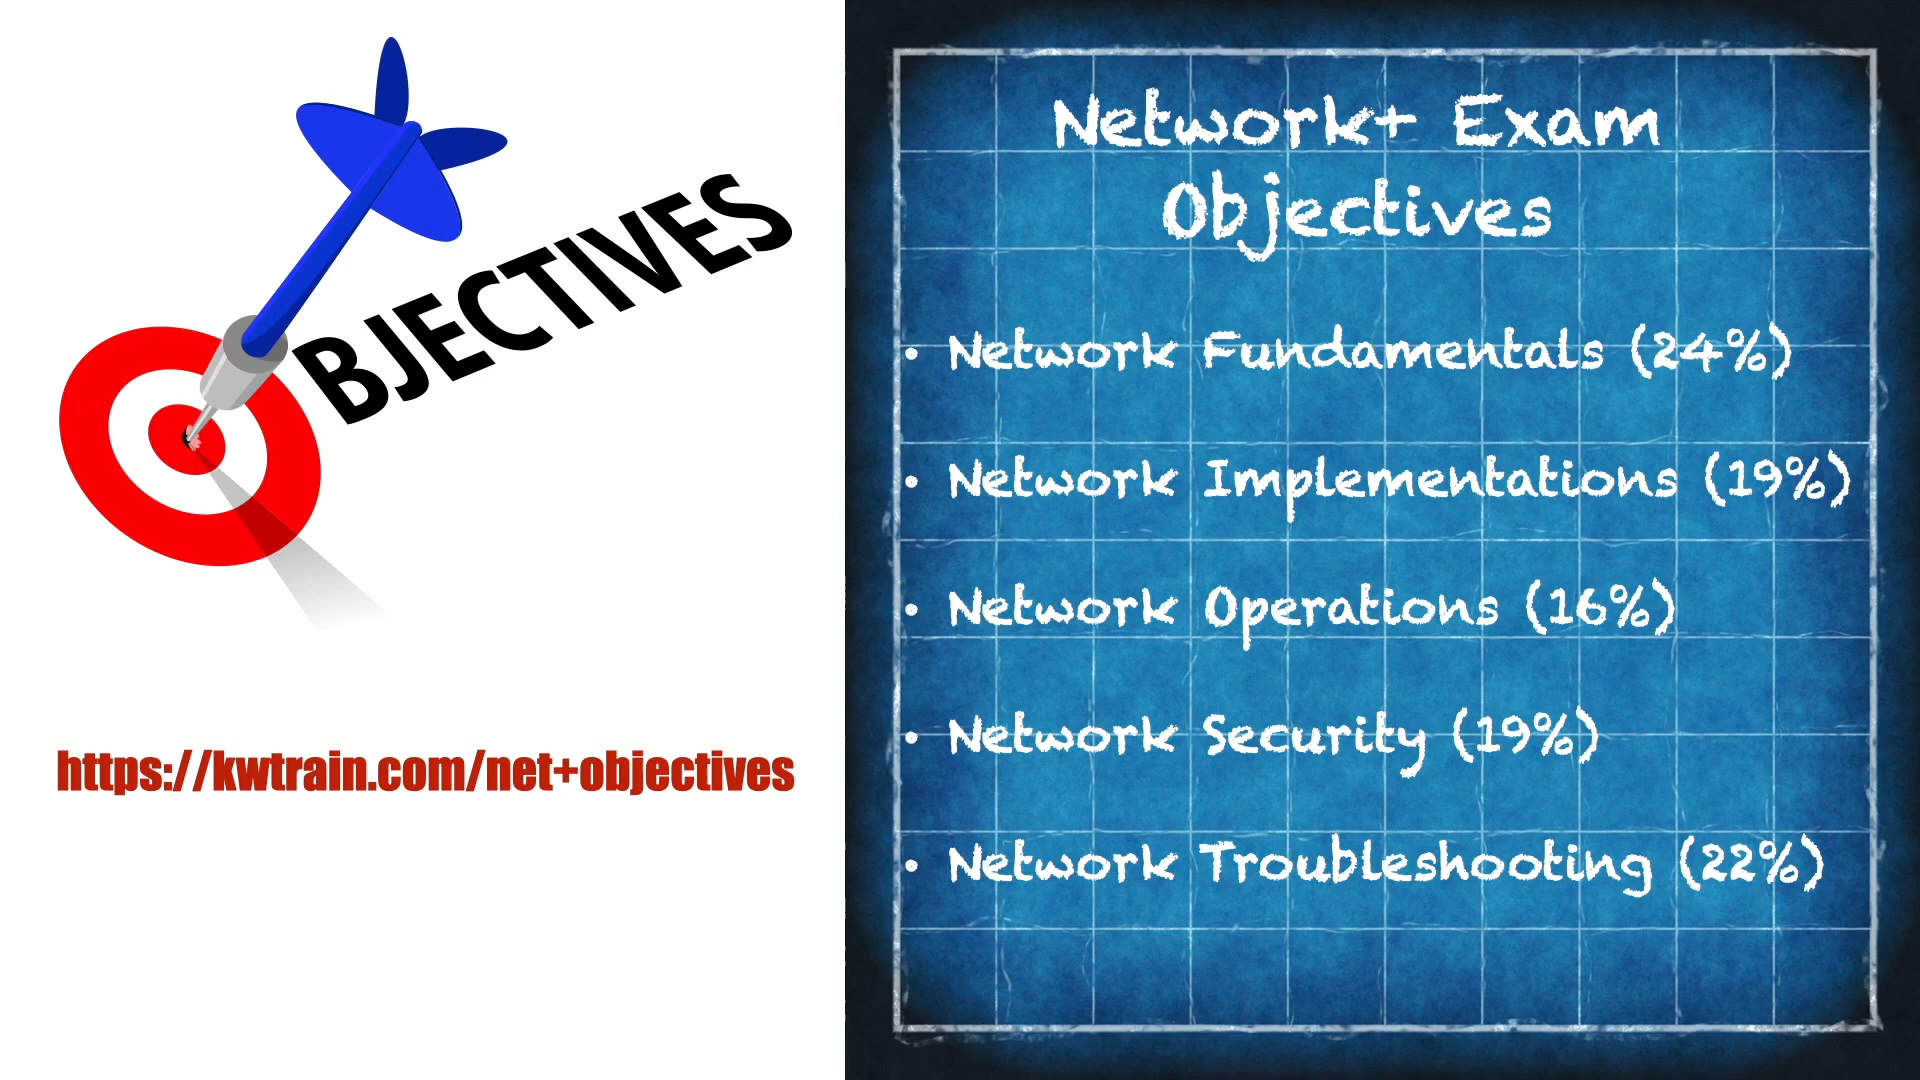 BJECTIVES
https://kwtrain.com/net+objectives
Network+ Exam
Objectives
• Network Fundamentals (24%)
• Network Implementations (19%)
• Network Operations (16%)
• Network Security (19%)
• Network Troubleshooting (22%)